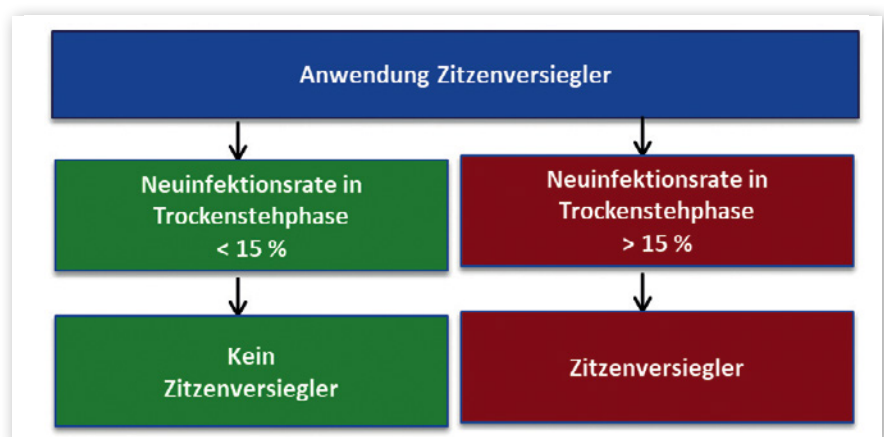 Anwendung Zitzenversiegler
Neuinfektionsrate in
Trockenstehphase
< 15 %
Neuinfektionsrate in
Trockenstehphase
> 15 %
Kein
Zitzenversiegler
Zitzenversiegler